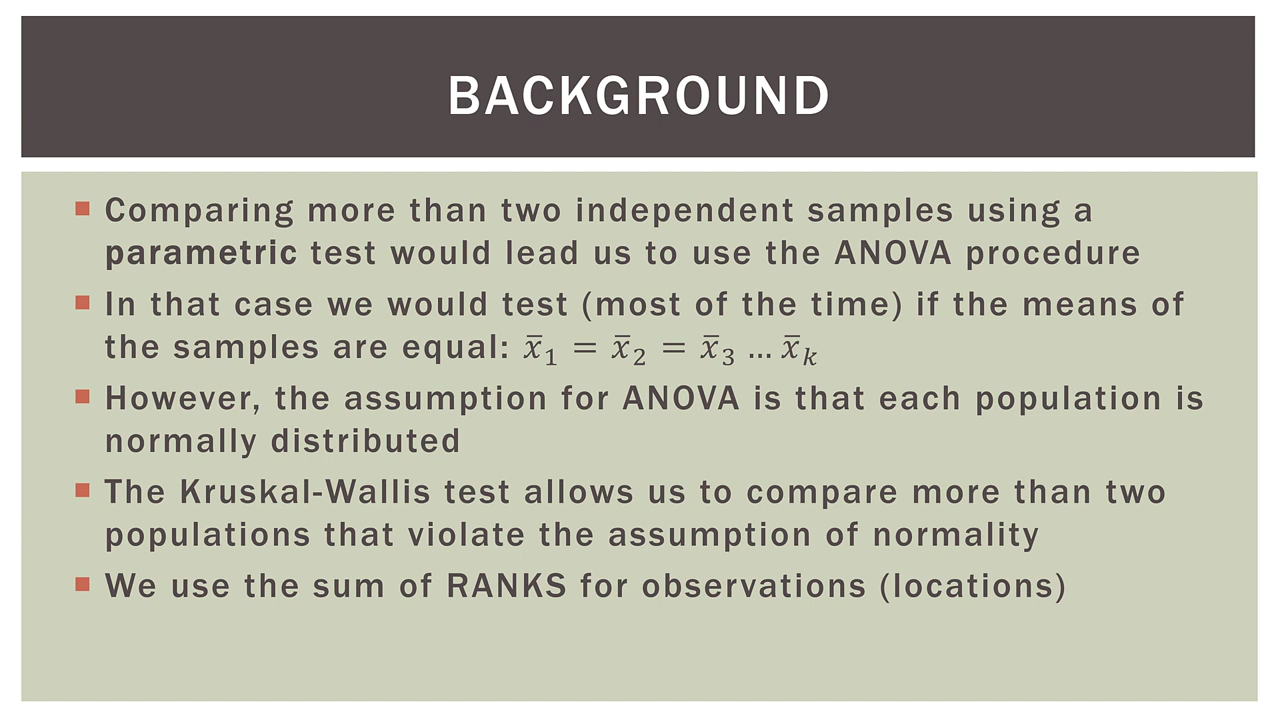 BACKGROUND
Comparing more than two independent samples using a
parametric test would lead us to use the ANOVA procedure
In that case we would test (most of the time) if the means of
the samples are equal: x̄₁ = x̄₂ = x̄₃ … x̄ₖ
However, the assumption for ANOVA is that each population is
normally distributed
The Kruskal-Wallis test allows us to compare more than two
populations that violate the assumption of normality
We use the sum of RANKS for observations (locations)